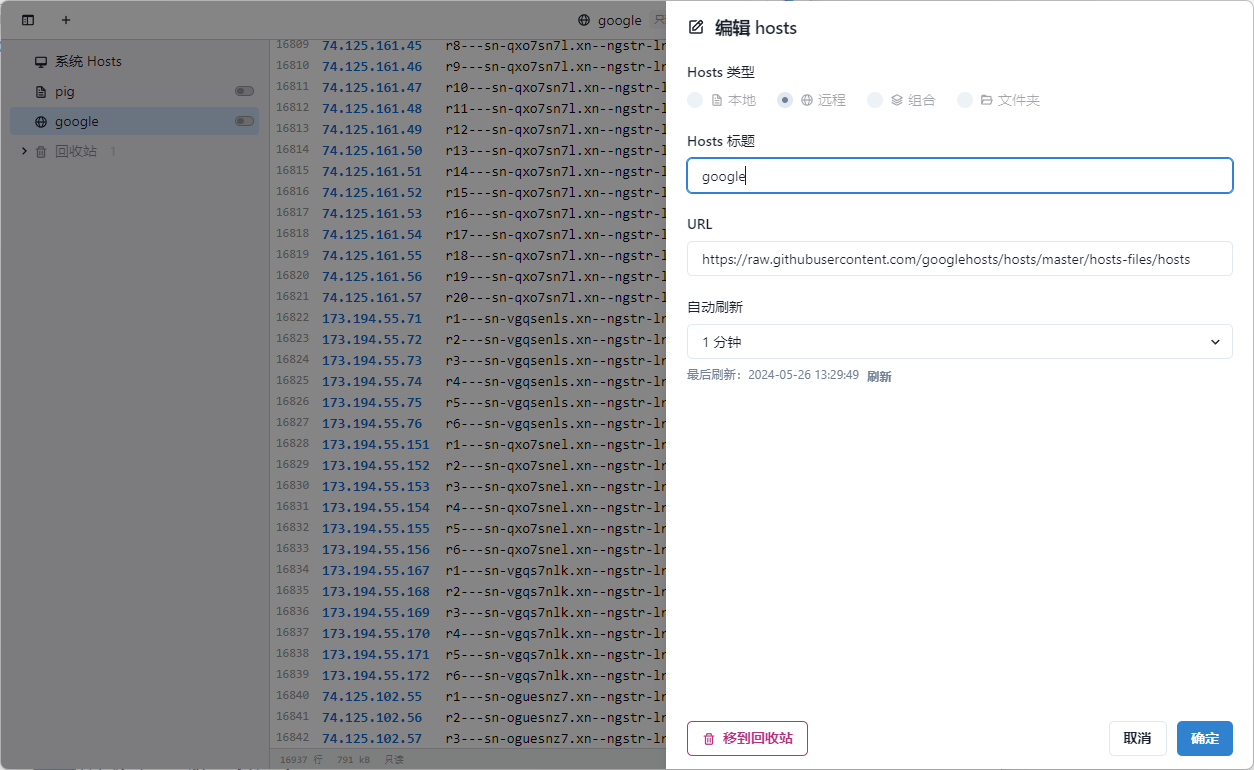 google
系统 Hosts
pig
google
回收站 1
16809 74.125.161.45 r8---sn-qxo7sn7l.xn--ngstr-l
16810 74.125.161.46 r9---sn-qxo7sn7l.xn--ngstr-l
16811 74.125.161.47 r10---sn-qxo7sn7l.xn--ngstr-
16812 74.125.161.48 r11---sn-qxo7sn7l.xn--ngstr-
16813 74.125.161.49 r12---sn-qxo7sn7l.xn--ngstr-
16814 74.125.161.50 r13---sn-qxo7sn7l.xn--ngstr-
16815 74.125.161.51 r14---sn-qxo7sn7l.xn--ngstr-
16816 74.125.161.52 r15---sn-qxo7sn7l.xn--ngstr-
16817 74.125.161.53 r16---sn-qxo7sn7l.xn--ngstr-
16818 74.125.161.54 r17---sn-qxo7sn7l.xn--ngstr-
16819 74.125.161.55 r18---sn-qxo7sn7l.xn--ngstr-
16820 74.125.161.56 r19---sn-qxo7sn7l.xn--ngstr-
16821 74.125.161.57 r20---sn-qxo7sn7l.xn--ngstr-
16822 173.194.55.71 r1---sn-vgqsenls.xn--ngstr-l
16823 173.194.55.72 r2---sn-vgqsenls.xn--ngstr-l
16824 173.194.55.73 r3---sn-vgqsenls.xn--ngstr-l
16825 173.194.55.74 r4---sn-vgqsenls.xn--ngstr-l
16826 173.194.55.75 r5---sn-vgqsenls.xn--ngstr-l
16827 173.194.55.76 r6---sn-vgqsenls.xn--ngstr-l
16828 173.194.55.151 r1---sn-qxo7snel.xn--ngstr-l
16829 173.194.55.152 r2---sn-qxo7snel.xn--ngstr-l
16830 173.194.55.153 r3---sn-qxo7snel.xn--ngstr-l
16831 173.194.55.154 r4---sn-qxo7snel.xn--ngstr-l
16832 173.194.55.155 r5---sn-qxo7snel.xn--ngstr-l
16833 173.194.55.156 r6---sn-qxo7snel.xn--ngstr-l
16834 173.194.55.167 r1---sn-vgqs7nlk.xn--ngstr-l
16835 173.194.55.168 r2---sn-vgqs7nlk.xn--ngstr-l
16836 173.194.55.169 r3---sn-vgqs7nlk.xn--ngstr-l
16837 173.194.55.170 r4---sn-vgqs7nlk.xn--ngstr-l
16838 173.194.55.171 r5---sn-vgqs7nlk.xn--ngstr-l
16839 173.194.55.172 r6---sn-vgqs7nlk.xn--ngstr-l
16840 74.125.102.55 r1---sn-oguesnz7.xn--ngstr-l
16841 74.125.102.56 r2---sn-oguesnz7.xn--ngstr-l
16842 74.125.102.57 r3---sn-oguesnz7.xn--ngstr-l
16937 行 791 kB 只读
编辑 hosts
Hosts 类型
本地 远程 组合 文件夹
Hosts 标题
google
URL
https://raw.githubusercontent.com/googlehosts/hosts/master/hosts-files/hosts
自动刷新
1 分钟
最后刷新：2024-05-26 13:29:49 刷新
移到回收站 取消 确定